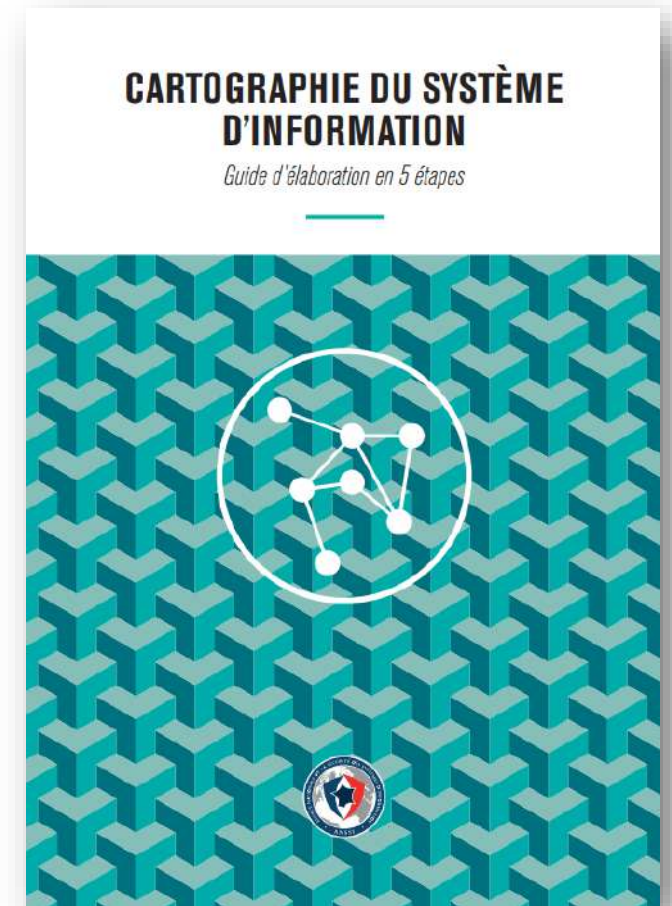 CARTOGRAPHIE DU SYSTÈME
D'INFORMATION
Guide d'élaboration en 5 étapes
ANSSI